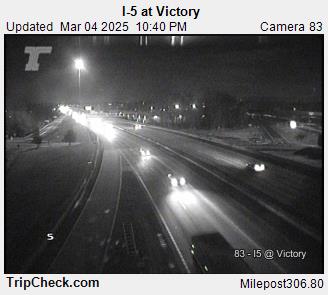 I-5 at Victory
Updated Mar 04 2025 10:40 PM Camera 83
T
S
83 - I5 @ Victory
TripCheck.com Milepost306.80